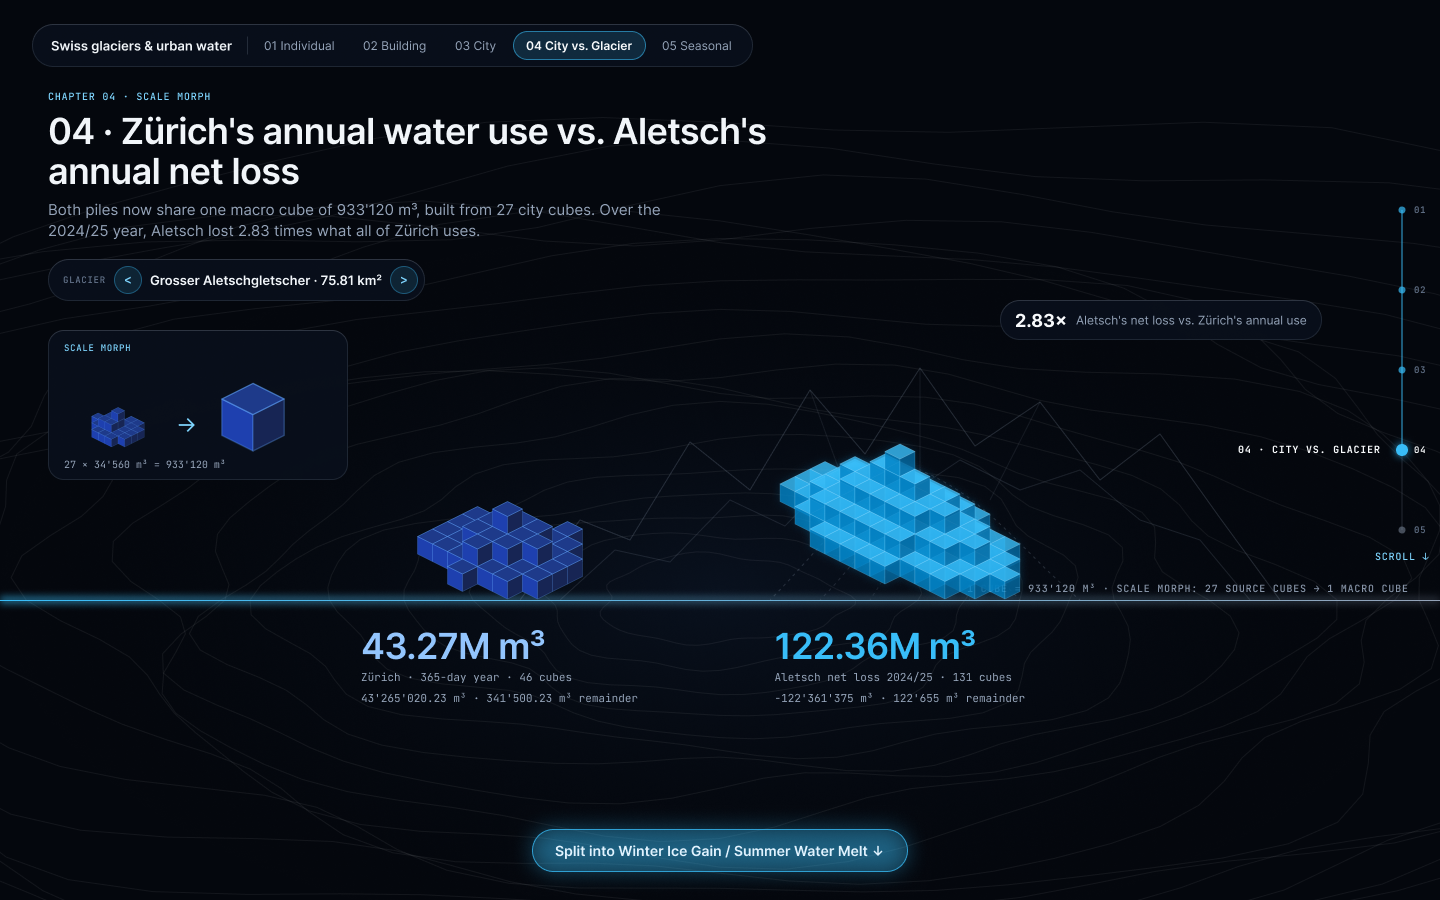 Swiss glaciers & urban water
01 Individual
02 Building
03 City
04 City vs. Glacier
05 Seasonal
CHAPTER 04 · SCALE MORPH
04 · Zürich's annual water use vs. Aletsch's
annual net loss
Both piles now share one macro cube of 933'120 m³, built from 27 city cubes. Over the
2024/25 year, Aletsch lost 2.83 times what all of Zürich uses.
GLACIER < Grosser Aletschgletscher · 75.81 km² >
SCALE MORPH
→
27 × 34'560 m³ = 933'120 m³
2.83× Aletsch's net loss vs. Zürich's annual use
01
02
03
04 · CITY VS. GLACIER 04
05
SCROLL ↓
933'120 M³ · SCALE MORPH: 27 SOURCE CUBES → 1 MACRO CUBE
43.27M m³
Zürich · 365-day year · 46 cubes
43'265'020.23 m³ · 341'500.23 m³ remainder
122.36M m³
Aletsch net loss 2024/25 · 131 cubes
-122'361'375 m³ · 122'655 m³ remainder
Split into Winter Ice Gain / Summer Water Melt ↓